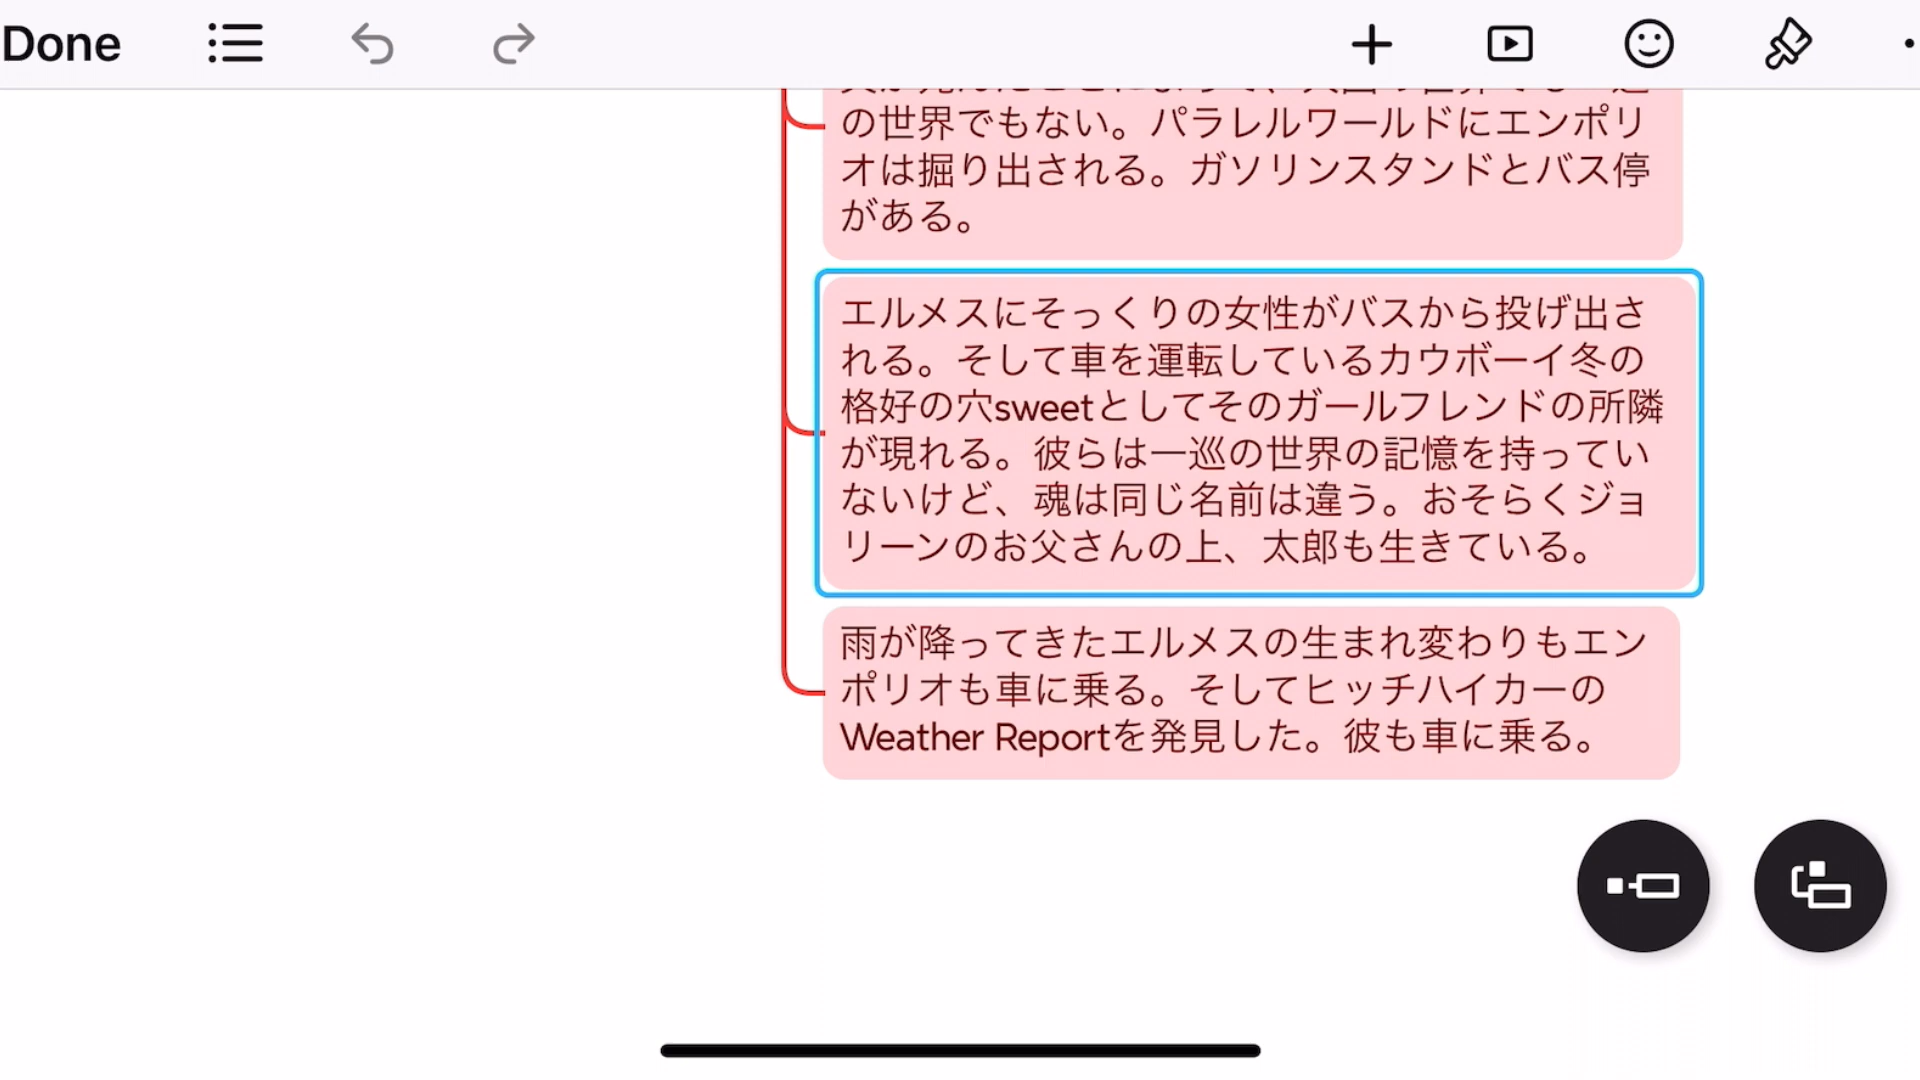 Done
の世界でもない。パラレルワールドにエンポリ
オは掘り出される。ガソリンスタンドとバス停
がある。
エルメスにそっくりの女性がバスから投げ出さ
れる。そして車を運転しているカウボーイ冬の
格好の穴sweetとしてそのガールフレンドの所隣
が現れる。彼らは一巡の世界の記憶を持ってい
ないけど、魂は同じ名前は違う。おそらくジョ
リーンのお父さんの上、太郎も生きている。
雨が降ってきたエルメスの生まれ変わりもエン
ポリオも車に乗る。そしてヒッチハイカーの
Weather Reportを発見した。彼も車に乗る。